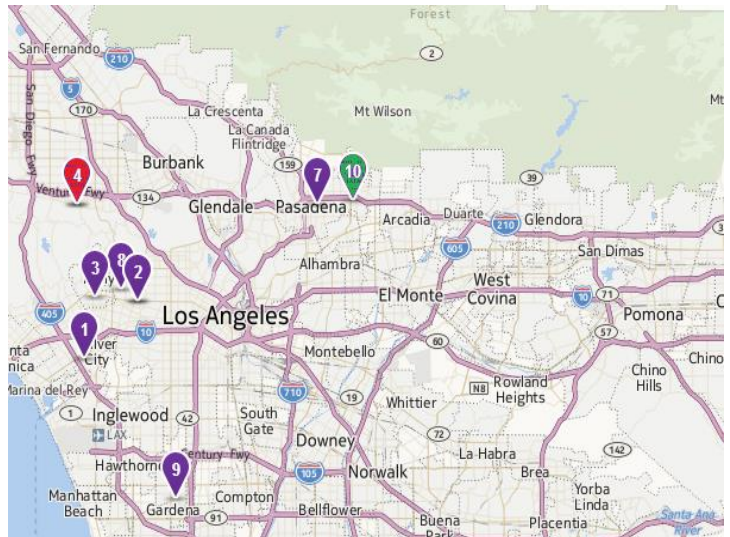 Forest
San Fernando
210
2
5
San Diego Fwy
170
La Crescenta
Mt Wilson
La Canada
Flintridge
Burbank
159
7
10
4
Ventura Fwy
134
39
Glendale
Pasadena
Arcadia
Duarte
Glendora
210
605
San Dimas
Alhambra
3
8
2
West
Covina
El Monte
10
71
405
Los Angeles
Pomona
1
10
57
City
Montebello
60
Chino
Hills
Chino
Marina del Rey
710
N8
Rowland
Heights
19
Whittier
1
Inglewood
42
South
Gate
LAX
Downey
72
142
Hawthorne
9
Century Fwy
La Habra
105
Norwalk
Brea
Manhattan
Beach
Gardena
Compton
Yorba
Linda
91
Bellflower
Buena
Park
Placentia
Santa Ana
River